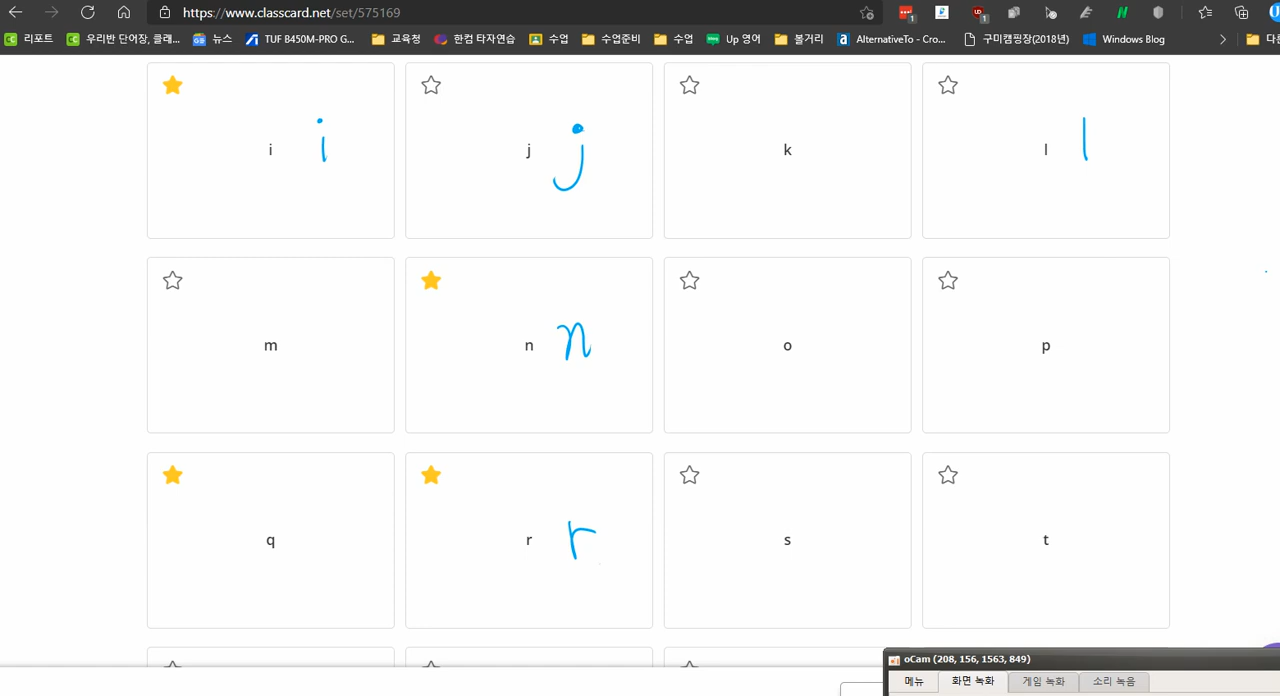 https://www.classcard.net/set/575169
리포트 우리반 단어장, 클래... 뉴스 TUF B450M-PRO G... 교육청 한컴 타자연습 수업 수업준비 수업 Up 영어 볼거리 AlternativeTo - Cro... 구미캠핑장(2018년) Windows Blog 다른
i i j j k l l
m n n o p
q r r s t
oCam (208, 156, 1563, 849)
메뉴 화면 녹화 게임 녹화 소리 녹음